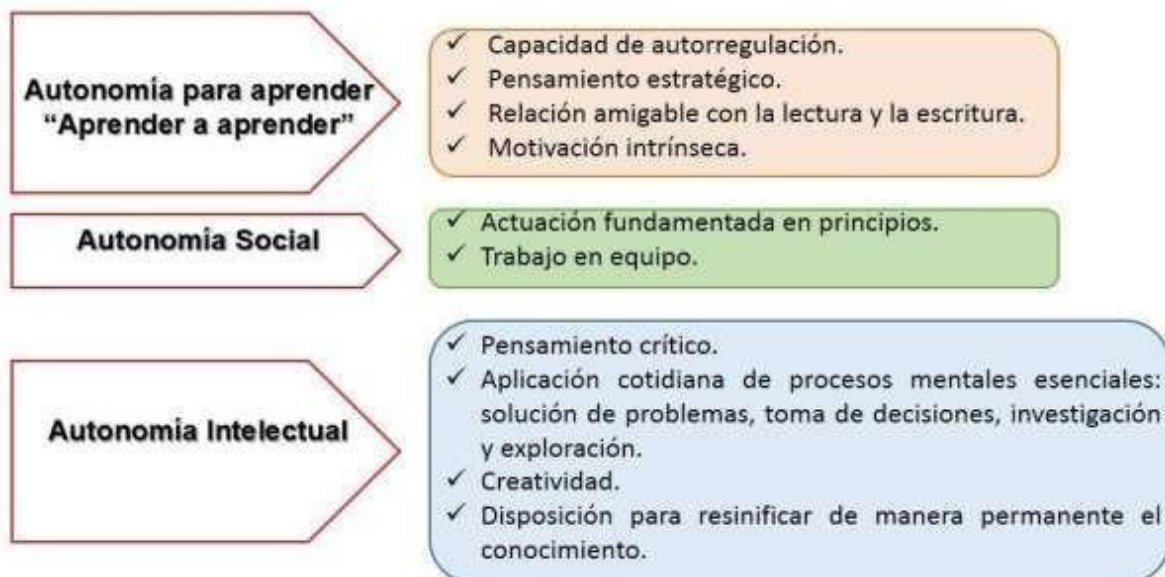 Autonomía para aprender
“Aprender a aprender”
✓ Capacidad de autorregulación.
✓ Pensamiento estratégico.
✓ Relación amigable con la lectura y la escritura.
✓ Motivación intrínseca.
Autonomía Social
✓ Actuación fundamentada en principios.
✓ Trabajo en equipo.
Autonomía Intelectual
✓ Pensamiento crítico.
✓ Aplicación cotidiana de procesos mentales esenciales:
solución de problemas, toma de decisiones, investigación
y exploración.
✓ Creatividad.
✓ Disposición para resinificar de manera permanente el
conocimiento.